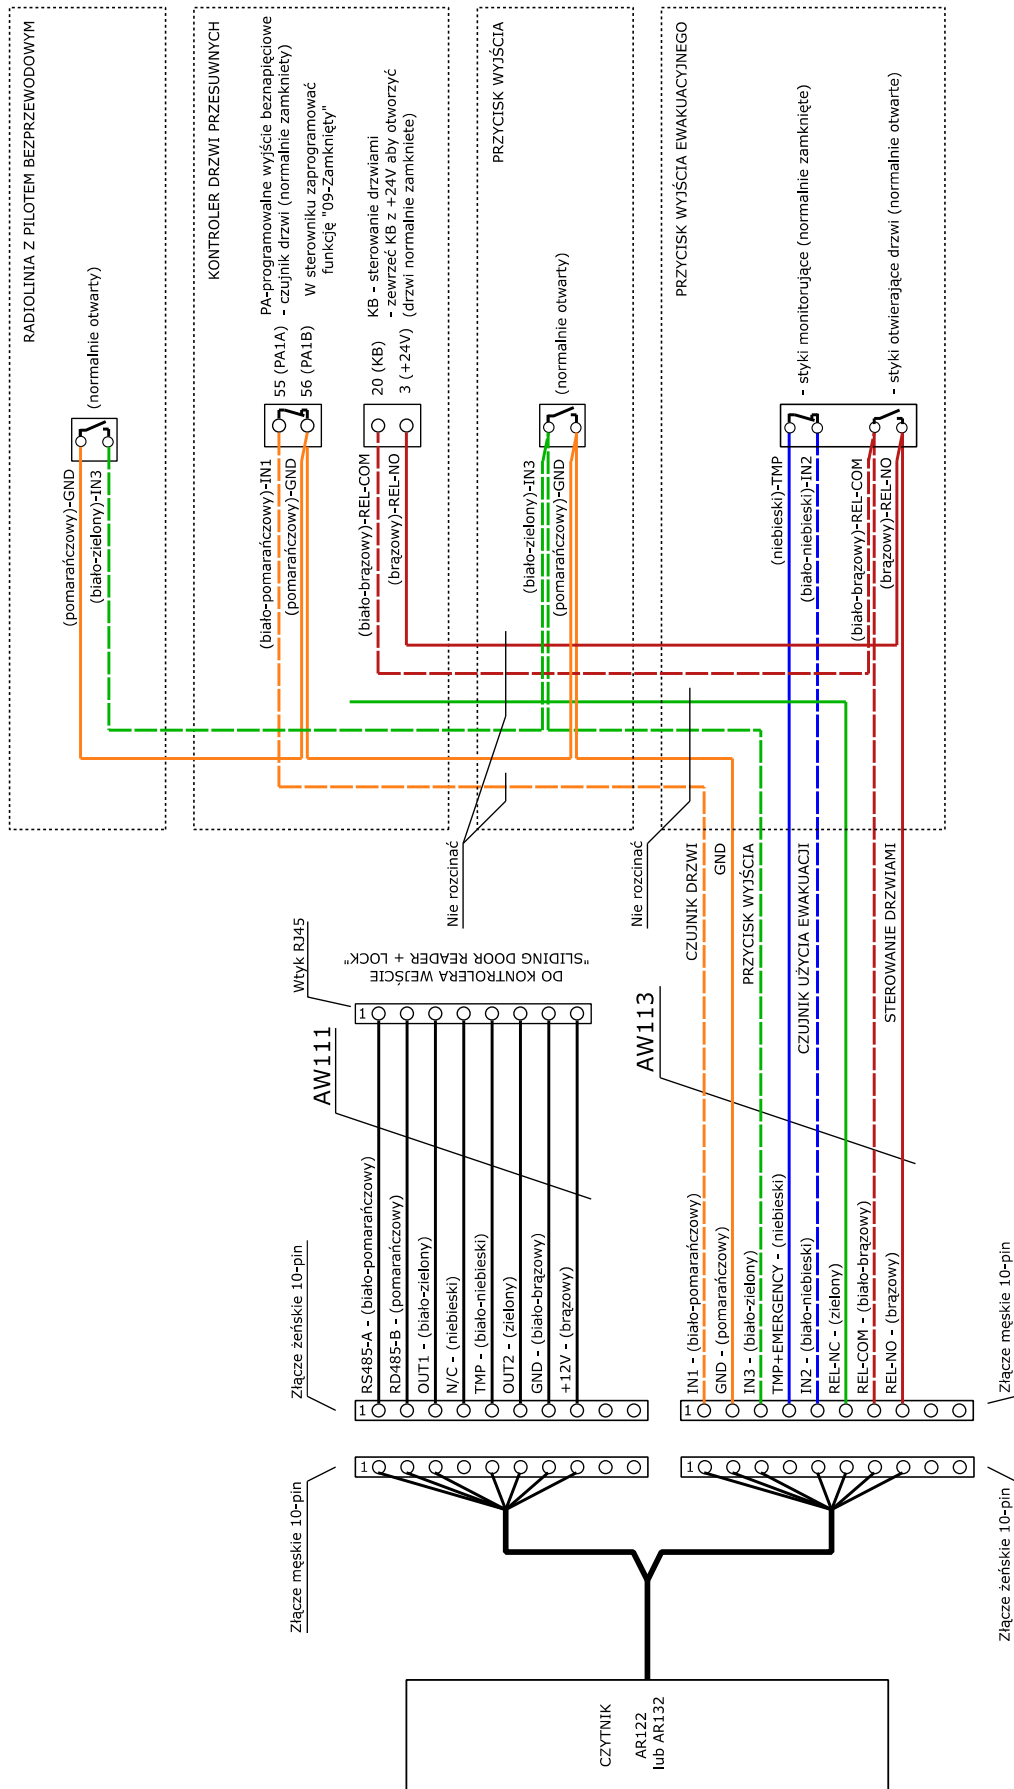 RADIOLINIA Z PILOTEM BEZPRZEWODOWYM
(normalnie otwarty)
(pomarańczowy)-GND
(biało-zielony)-IN3
KONTROLER DRZWI PRZESUWNYCH
PA-programowalne wyjście beznapięciowe
- czujnik drzwi (normalnie zamkniety)
W sterowniku zaprogramować
funkcję "09-Zamknięty"
55 (PA1A)
56 (PA1B)
(biało-pomarańczowy)-IN1
(pomarańczowy)-GND
KB - sterowanie drzwiami
- zewrzeć KB z +24V aby otworzyć
(drzwi normalnie zamkniete)
20 (KB)
3 (+24V)
(biało-brązowy)-REL-COM
(brązowy)-REL-NO
PRZYCISK WYJŚCIA
(normalnie otwarty)
(biało-zielony)-IN3
(pomarańczowy)-GND
PRZYCISK WYJŚCIA EWAKUACYJNEGO
- styki monitorujące (normalnie zamknięte)
- styki otwierające drzwi (normalnie otwarte)
(niebieski)-TMP
(biało-niebieski)-IN2
(biało-brązowy)-REL-COM
(brązowy)-REL-NO
Nie rozcinać
Nie rozcinać
CZUJNIK DRZWI
GND
PRZYCISK WYJŚCIA
CZUJNIK UŻYCIA EWAKUACJI
STEROWANIE DRZWIAMI
Wtyk RJ45
DO KONTROLERA WEJŚCIE
"SLIDING DOOR READER + LOCK"
1
AW111
AW113
Złącze żeńskie 10-pin
RS485-A - (biało-pomarańczowy)
RD485-B - (pomarańczowy)
OUT1 - (biało-zielony)
N/C - (niebieski)
TMP - (biało-niebieski)
OUT2 - (zielony)
GND - (biało-brązowy)
+12V - (brązowy)
1
IN1 - (biało-pomarańczowy)
GND - (pomarańczowy)
IN3 - (biało-zielony)
TMP+EMERGENCY - (niebieski)
IN2 - (biało-niebieski)
REL-NC - (zielony)
REL-COM - (biało-brązowy)
REL-NO - (brązowy)
1
Złącze męskie 10-pin
Złącze męskie 10-pin
1
1
Złącze żeńskie 10-pin
CZYTNIK
AR122
lub AR132